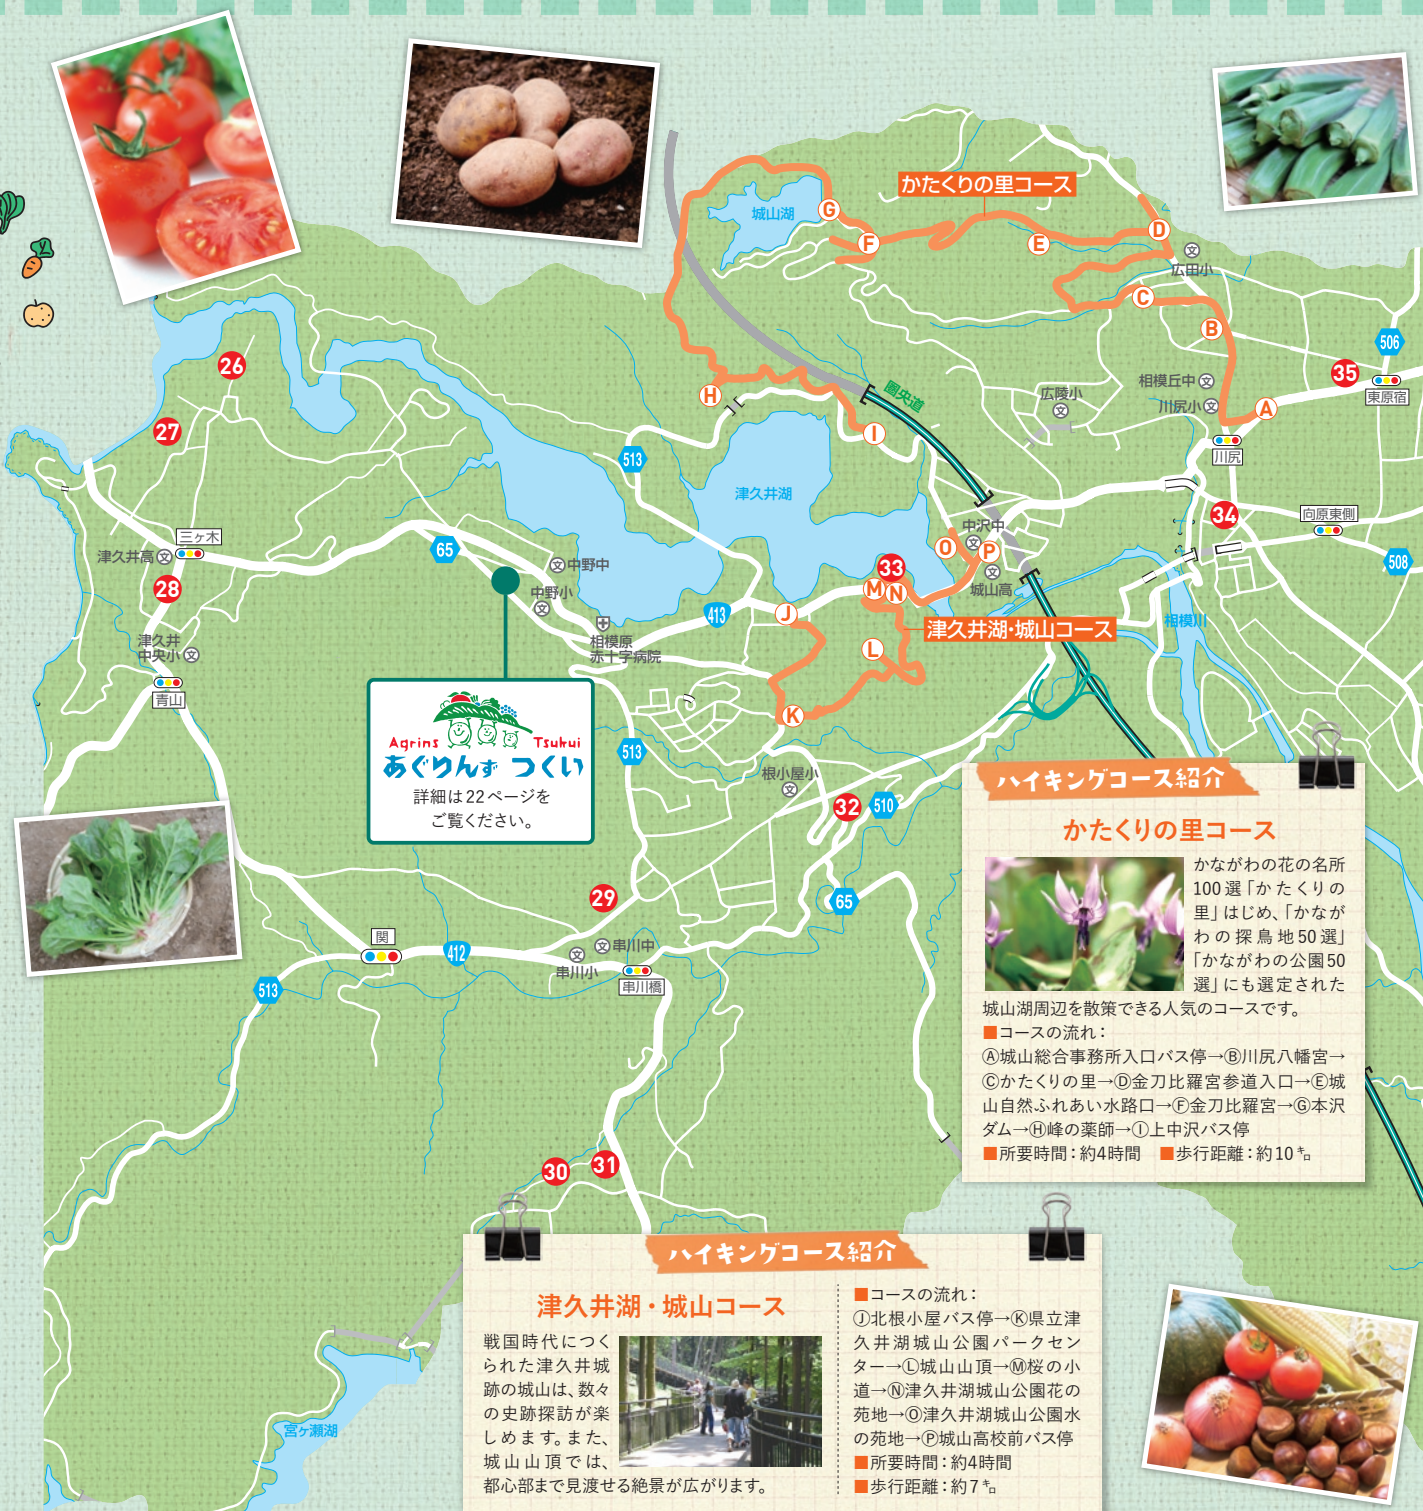 かたくりの里コース
城山湖
G
F
E
D
広田小
C
B
506
35
東原宿
相模丘中
川尻小
A
川尻
広陵小
圏央道
H
I
26
27
513
津久井湖
34
向原東側
508
三ヶ木
津久井高
65
中野中
中野小
28
津久井
中央小
青山
相模原
赤十字病院
413
J
中沢中
O
P
城山高
33
M
N
津久井湖・城山コース
相模川
L
K
Agrins Tsukui
あぐりんず つくい
詳細は22ページを
ご覧ください。
513
根小屋小
32
510
65
29
関
412
串川中
串川小
串川橋
513
30
31
宮ヶ瀬湖
ハイキングコース紹介
かたくりの里コース
かながわの花の名所
100選「かたくりの
里」はじめ、「かなが
わの探鳥地50選」
「かながわの公園50
選」にも選定された
城山湖周辺を散策できる人気のコースです。
■コースの流れ：
Ⓐ城山総合事務所入口バス停→Ⓑ川尻八幡宮→
Ⓒかたくりの里→Ⓓ金刀比羅宮参道入口→Ⓔ城
山自然ふれあい水路口→Ⓕ金刀比羅宮→Ⓖ本沢
ダム→Ⓗ峰の薬師→Ⓘ上中沢バス停
■所要時間：約4時間 ■歩行距離：約10㌔
ハイキングコース紹介
津久井湖・城山コース
戦国時代につく
られた津久井城
跡の城山は、数々
の史跡探訪が楽
しめます。また、
城山山頂では、
都心部まで見渡せる絶景が広がります。
■コースの流れ：
Ⓙ北根小屋バス停→Ⓚ県立津
久井湖城山公園パークセン
ター→Ⓛ城山山頂→Ⓜ桜の小
道→Ⓝ津久井湖城山公園花の
苑地→Ⓞ津久井湖城山公園水
の苑地→Ⓟ城山高校前バス停
■所要時間：約4時間
■歩行距離：約7㌔